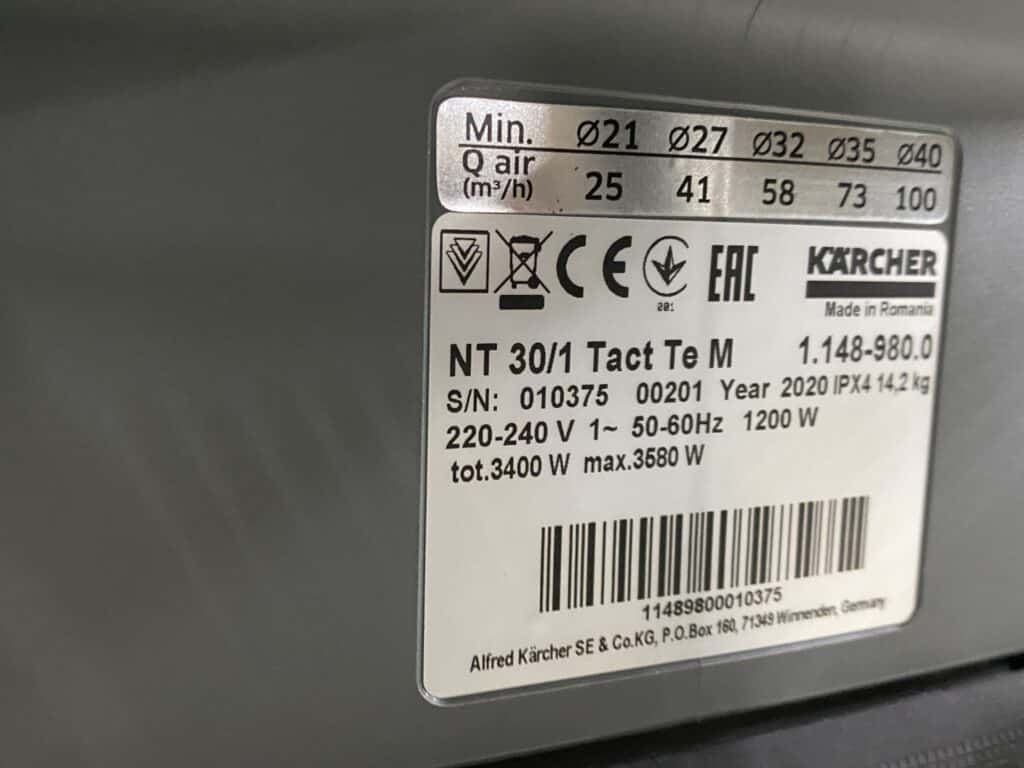 Min. Ø21 Ø27 Ø32 Ø35 Ø40
Q air
(m³/h) 25 41 58 73 100
CE 201 EAC KÄRCHER
Made in Romania
NT 30/1 Tact Te M 1.148-980.0
S/N: 010375 00201 Year 2020 IPX4 14,2 kg
220-240 V 1~ 50-60Hz 1200 W
tot.3400 W max.3580 W
11489800010375
Alfred Kärcher SE & Co.KG, P.O.Box 160, 71349 Winnenden, Germany